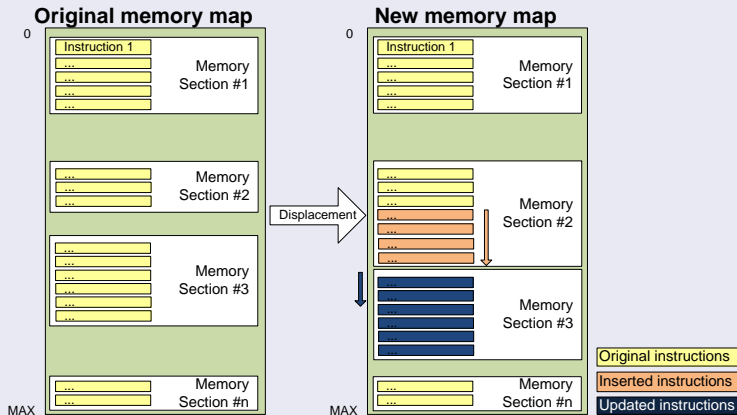 Original memory map
0
Instruction 1
...
...
...
...
Memory
Section #1
...
...
...
Memory
Section #2
...
...
...
...
...
...
Memory
Section #3
...
...
Memory
Section #n
MAX
Displacement
New memory map
0
Instruction 1
...
...
...
...
Memory
Section #1
...
...
...
...
...
...
...
Memory
Section #2
...
...
...
...
...
...
Memory
Section #3
...
...
Memory
Section #n
MAX
Original instructions
Inserted instructions
Updated instructions